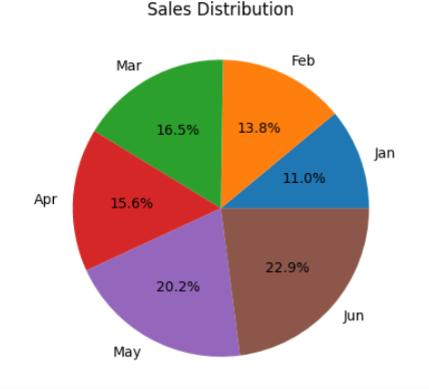 Sales Distribution
Jan
11.0%
Feb
13.8%
Mar
16.5%
Apr
15.6%
May
20.2%
Jun
22.9%